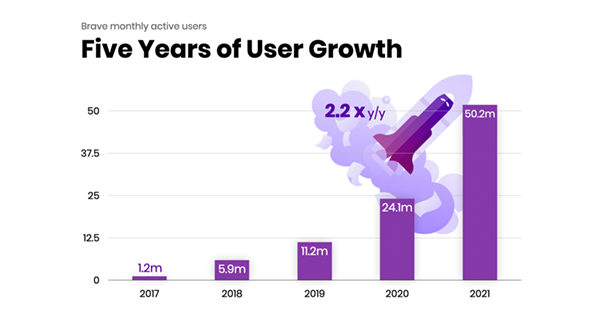 Brave monthly active users
Five Years of User Growth
2.2 x y/y
50
37.5
25
12.5
0
1.2m
5.9m
11.2m
24.1m
50.2m
2017
2018
2019
2020
2021